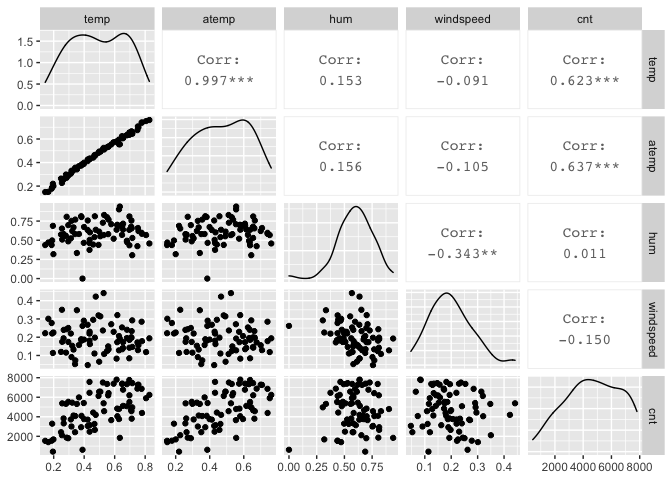 temp atemp hum windspeed cnt
1.5
1.0
0.5
0.0
Corr:
0.997***
Corr:
0.153
Corr:
-0.091
Corr:
0.623***
temp
0.6
0.4
0.2
Corr:
0.156
Corr:
-0.105
Corr:
0.637***
atemp
0.75
0.50
0.25
0.00
Corr:
-0.343**
Corr:
0.011
hum
0.4
0.3
0.2
0.1
Corr:
-0.150
windspeed
8000
6000
4000
2000
cnt
0.2 0.4 0.6 0.8 0.2 0.4 0.6 0.00 0.25 0.50 0.75 0.1 0.2 0.3 0.4 2000 4000 6000 8000